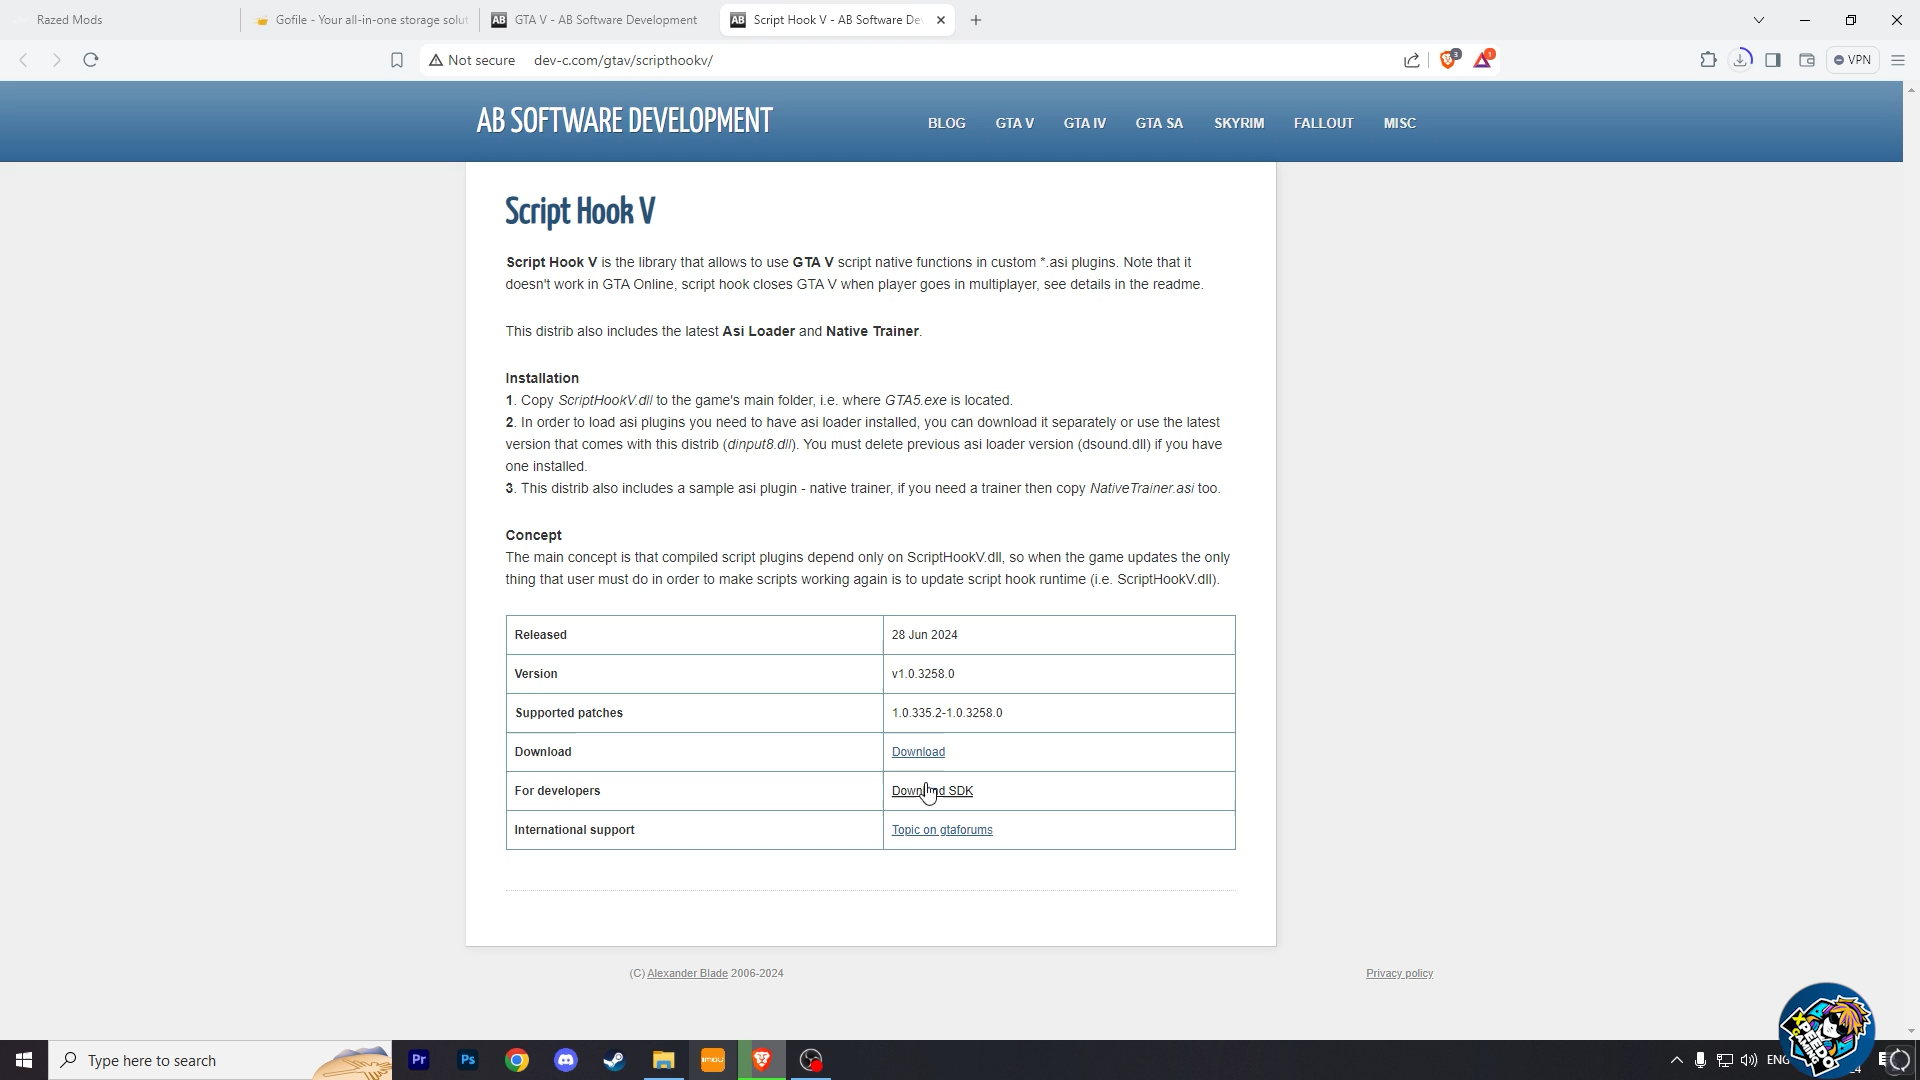 Razed Mods
Gofile - Your all-in-one storage solut
AB GTA V - AB Software Development
AB Script Hook V - AB Software De
Not secure dev-c.com/gtav/scripthookv/
3
1
VPN
AB SOFTWARE DEVELOPMENT
BLOG GTA V GTA IV GTA SA SKYRIM FALLOUT MISC
Script Hook V
Script Hook V is the library that allows to use GTA V script native functions in custom *.asi plugins. Note that it
doesn't work in GTA Online, script hook closes GTA V when player goes in multiplayer, see details in the readme.
This distrib also includes the latest Asi Loader and Native Trainer.
Installation
1. Copy ScriptHookV.dll to the game's main folder, i.e. where GTA5.exe is located.
2. In order to load asi plugins you need to have asi loader installed, you can download it separately or use the latest
version that comes with this distrib (dinput8.dll). You must delete previous asi loader version (dsound.dll) if you have
one installed.
3. This distrib also includes a sample asi plugin - native trainer, if you need a trainer then copy NativeTrainer.asi too.
Concept
The main concept is that compiled script plugins depend only on ScriptHookV.dll, so when the game updates the only
thing that user must do in order to make scripts working again is to update script hook runtime (i.e. ScriptHookV.dll).
Released 28 Jun 2024
Version v1.0.3258.0
Supported patches 1.0.335.2-1.0.3258.0
Download Download
For developers Download SDK
International support Topic on gtaforums
(C) Alexander Blade 2006-2024
Privacy policy
Type here to search
Pr
Ps
ENG
XPREEDO
GAMING